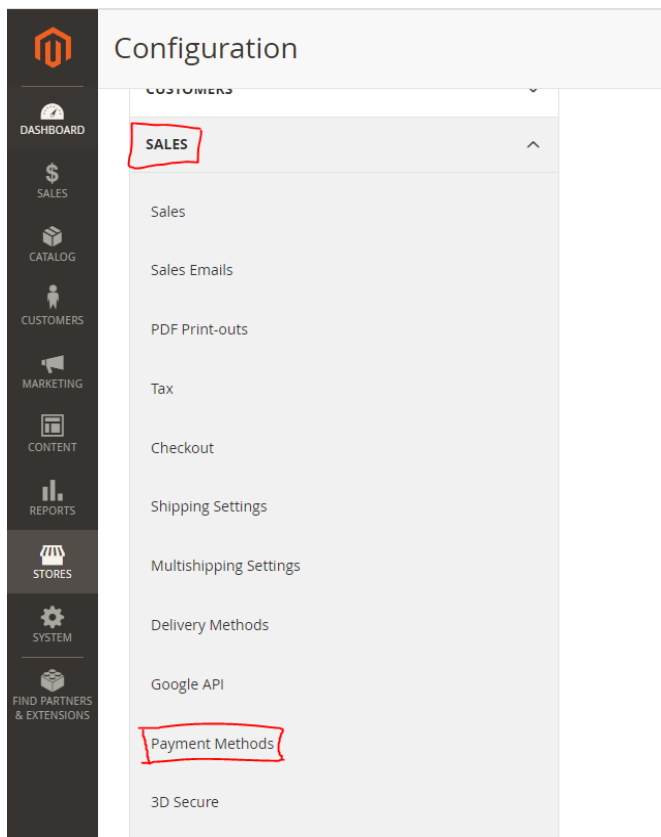 Configuration
CUSTOMERS
SALES
Sales
Sales Emails
PDF Print-outs
Tax
Checkout
Shipping Settings
Multishipping Settings
Delivery Methods
Google API
Payment Methods
3D Secure
DASHBOARD
SALES
CATALOG
CUSTOMERS
MARKETING
CONTENT
REPORTS
STORES
SYSTEM
FIND PARTNERS
& EXTENSIONS